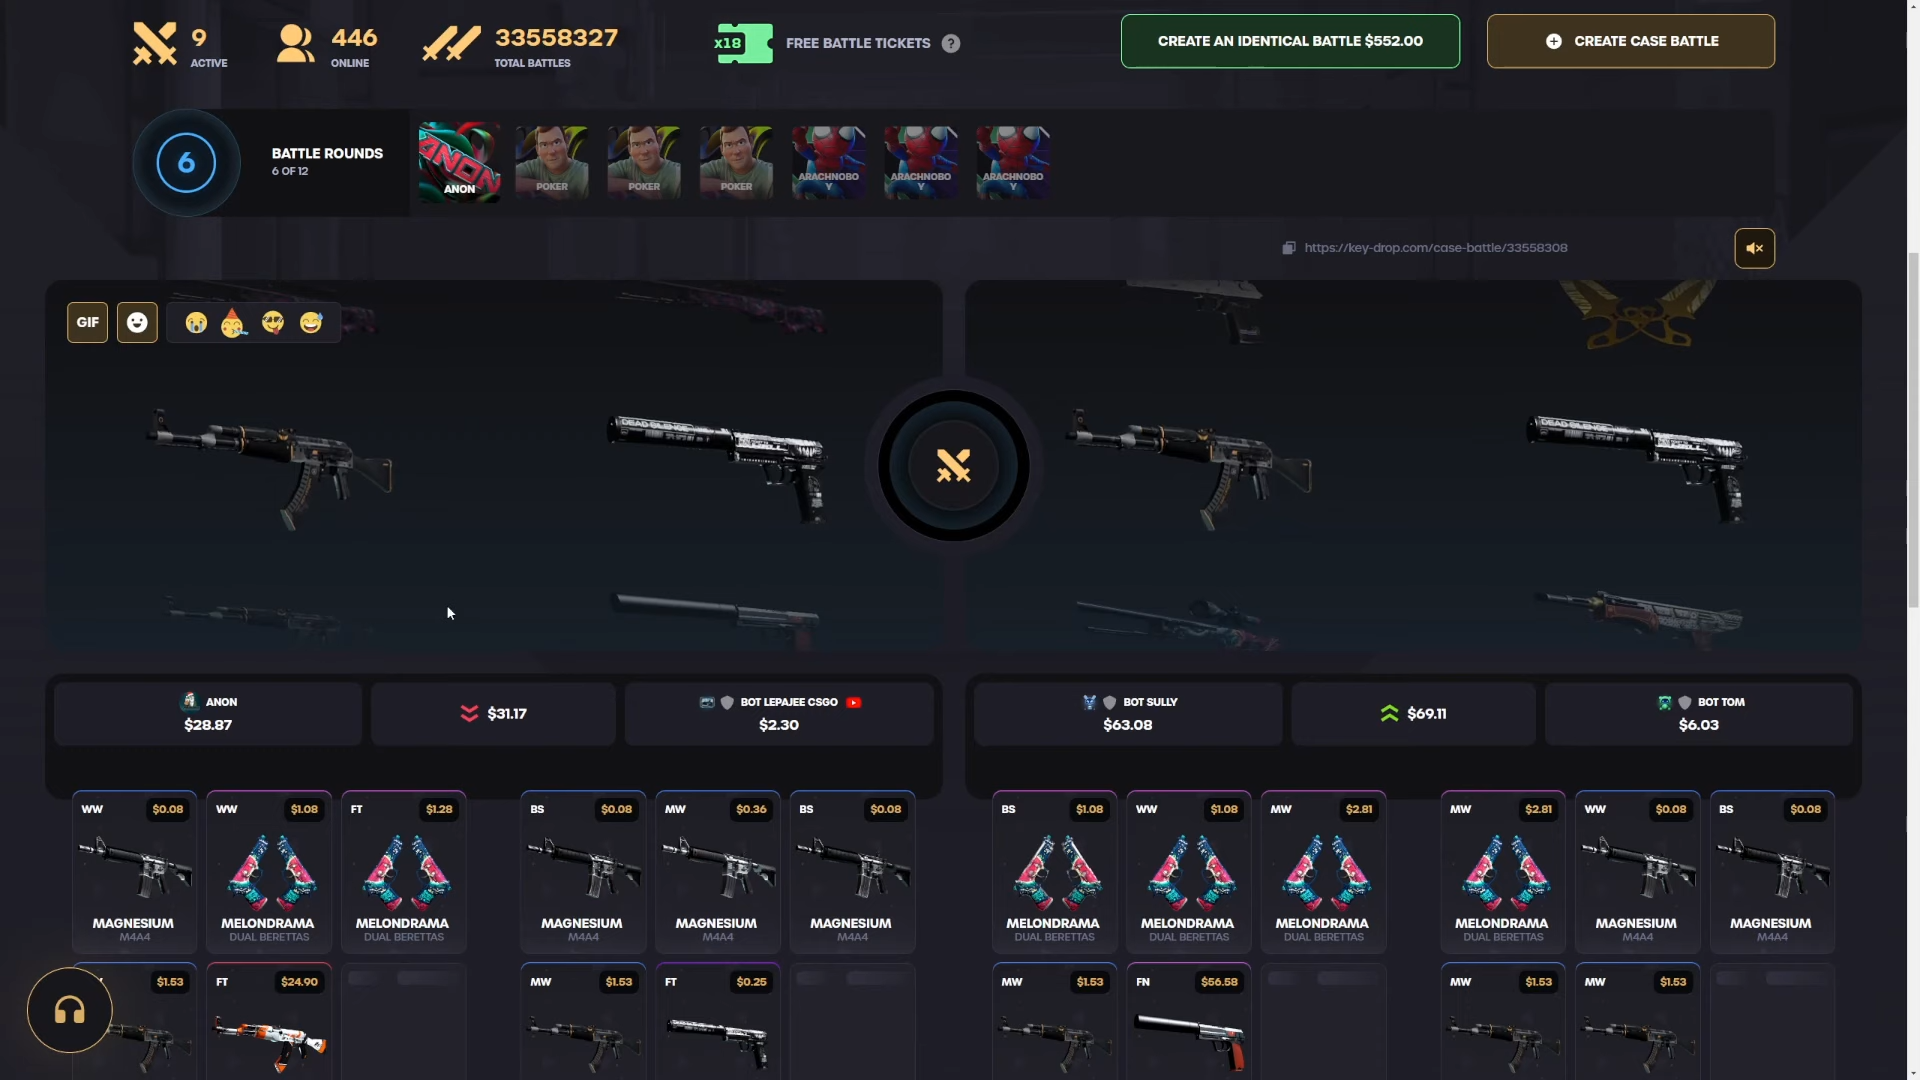 9
ACTIVE
446
ONLINE
33558327
TOTAL BATTLES
x18
FREE BATTLE TICKETS ?
CREATE AN IDENTICAL BATTLE $552.00
CREATE CASE BATTLE
6
BATTLE ROUNDS
6 OF 12
ANON
ANON
POKER
POKER
POKER
ARACHNOBO
Y
ARACHNOBO
Y
ARACHNOBO
Y
https://key-drop.com/case-battle/33558308
GIF
DEAD SILENCE
DEAD SILENCE
ANON
$28.87
$31.17
BOT LEPAJEE CSGO
$2.30
BOT SULLY
$63.08
$69.11
BOT TOM
$6.03
WW $0.08
MAGNESIUM
M4A4
WW $1.08
MELONDRAMA
DUAL BERETTAS
FT $1.28
MELONDRAMA
DUAL BERETTAS
BS $0.08
MAGNESIUM
M4A4
MW $0.36
MAGNESIUM
M4A4
BS $0.08
MAGNESIUM
M4A4
BS $1.08
MELONDRAMA
DUAL BERETTAS
WW $1.08
MELONDRAMA
DUAL BERETTAS
MW $2.81
MELONDRAMA
DUAL BERETTAS
MW $2.81
MELONDRAMA
DUAL BERETTAS
WW $0.08
MAGNESIUM
M4A4
BS $0.08
MAGNESIUM
M4A4
$1.53
FT $24.90
MW $1.53
FT $0.25
MW $1.53
FN $56.58
MW $1.53
MW $1.53